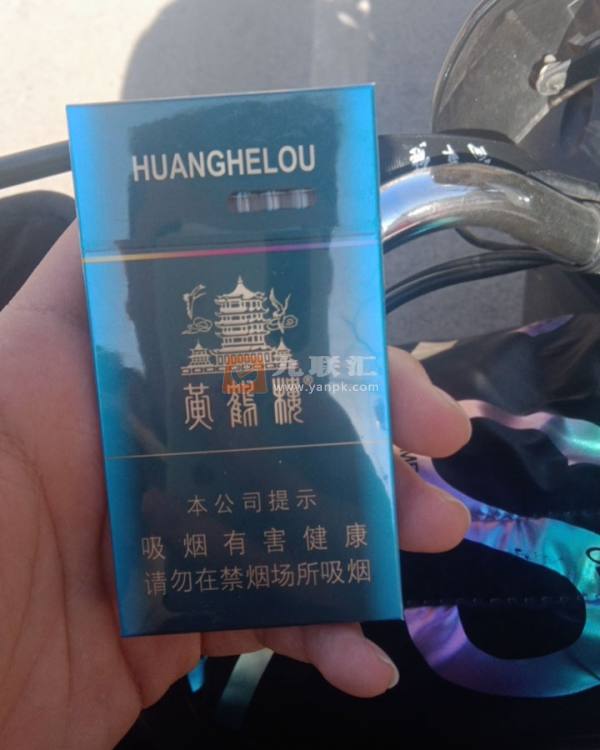 HUANGHELOU
黄鹤楼
九联汇
www.yanpk.com
本公司提示
吸烟有害健康
请勿在禁烟场所吸烟